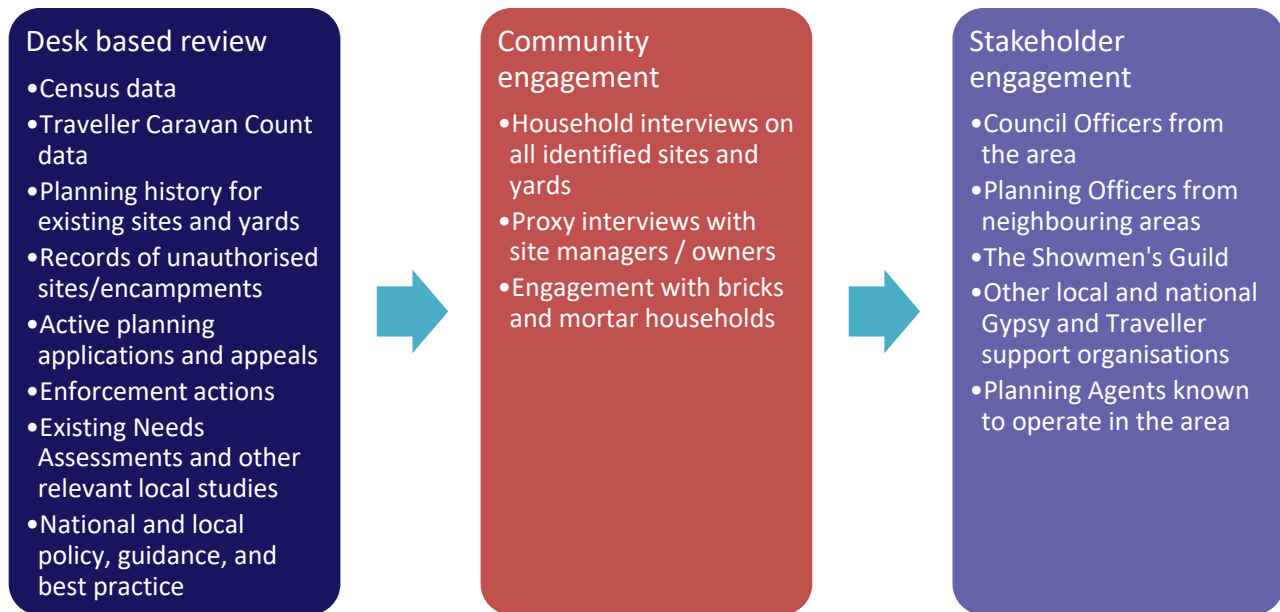 Desk based review
•Census data
•Traveller Caravan Count
data
•Planning history for
existing sites and yards
•Records of unauthorised
sites/encampments
•Active planning
applications and appeals
•Enforcement actions
•Existing Needs
Assessments and other
relevant local studies
•National and local
policy, guidance, and
best practice
Community
engagement
•Household interviews on
all identified sites and
yards
•Proxy interviews with
site managers / owners
•Engagement with bricks
and mortar households
Stakeholder
engagement
•Council Officers from
the area
•Planning Officers from
neighbouring areas
•The Showmen's Guild
•Other local and national
Gypsy and Traveller
support organisations
•Planning Agents known
to operate in the area